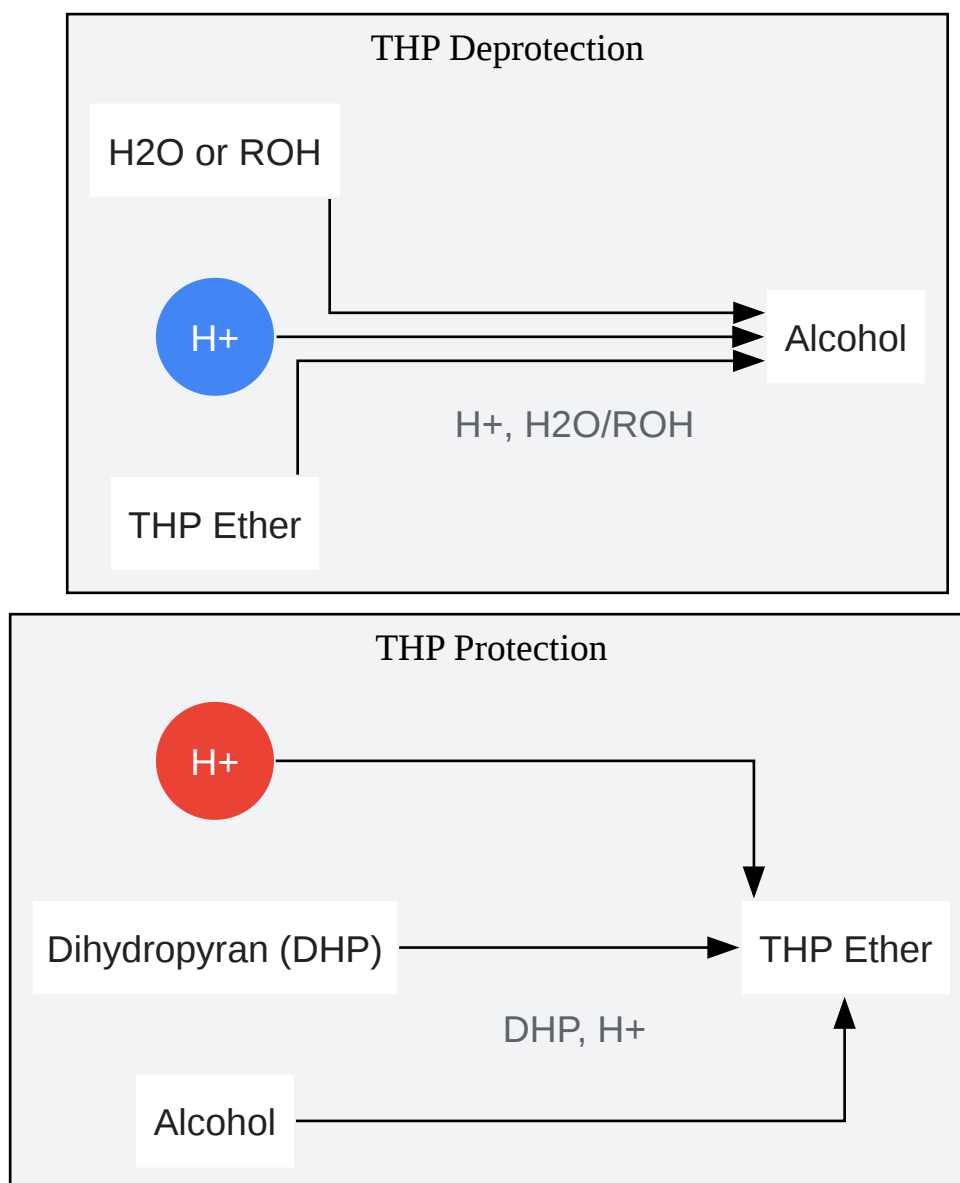 THP Deprotection
H2O or ROH
H+
Alcohol
H+, H2O/ROH
THP Ether
THP Protection
H+
Dihydropyran (DHP)
THP Ether
DHP, H+
Alcohol